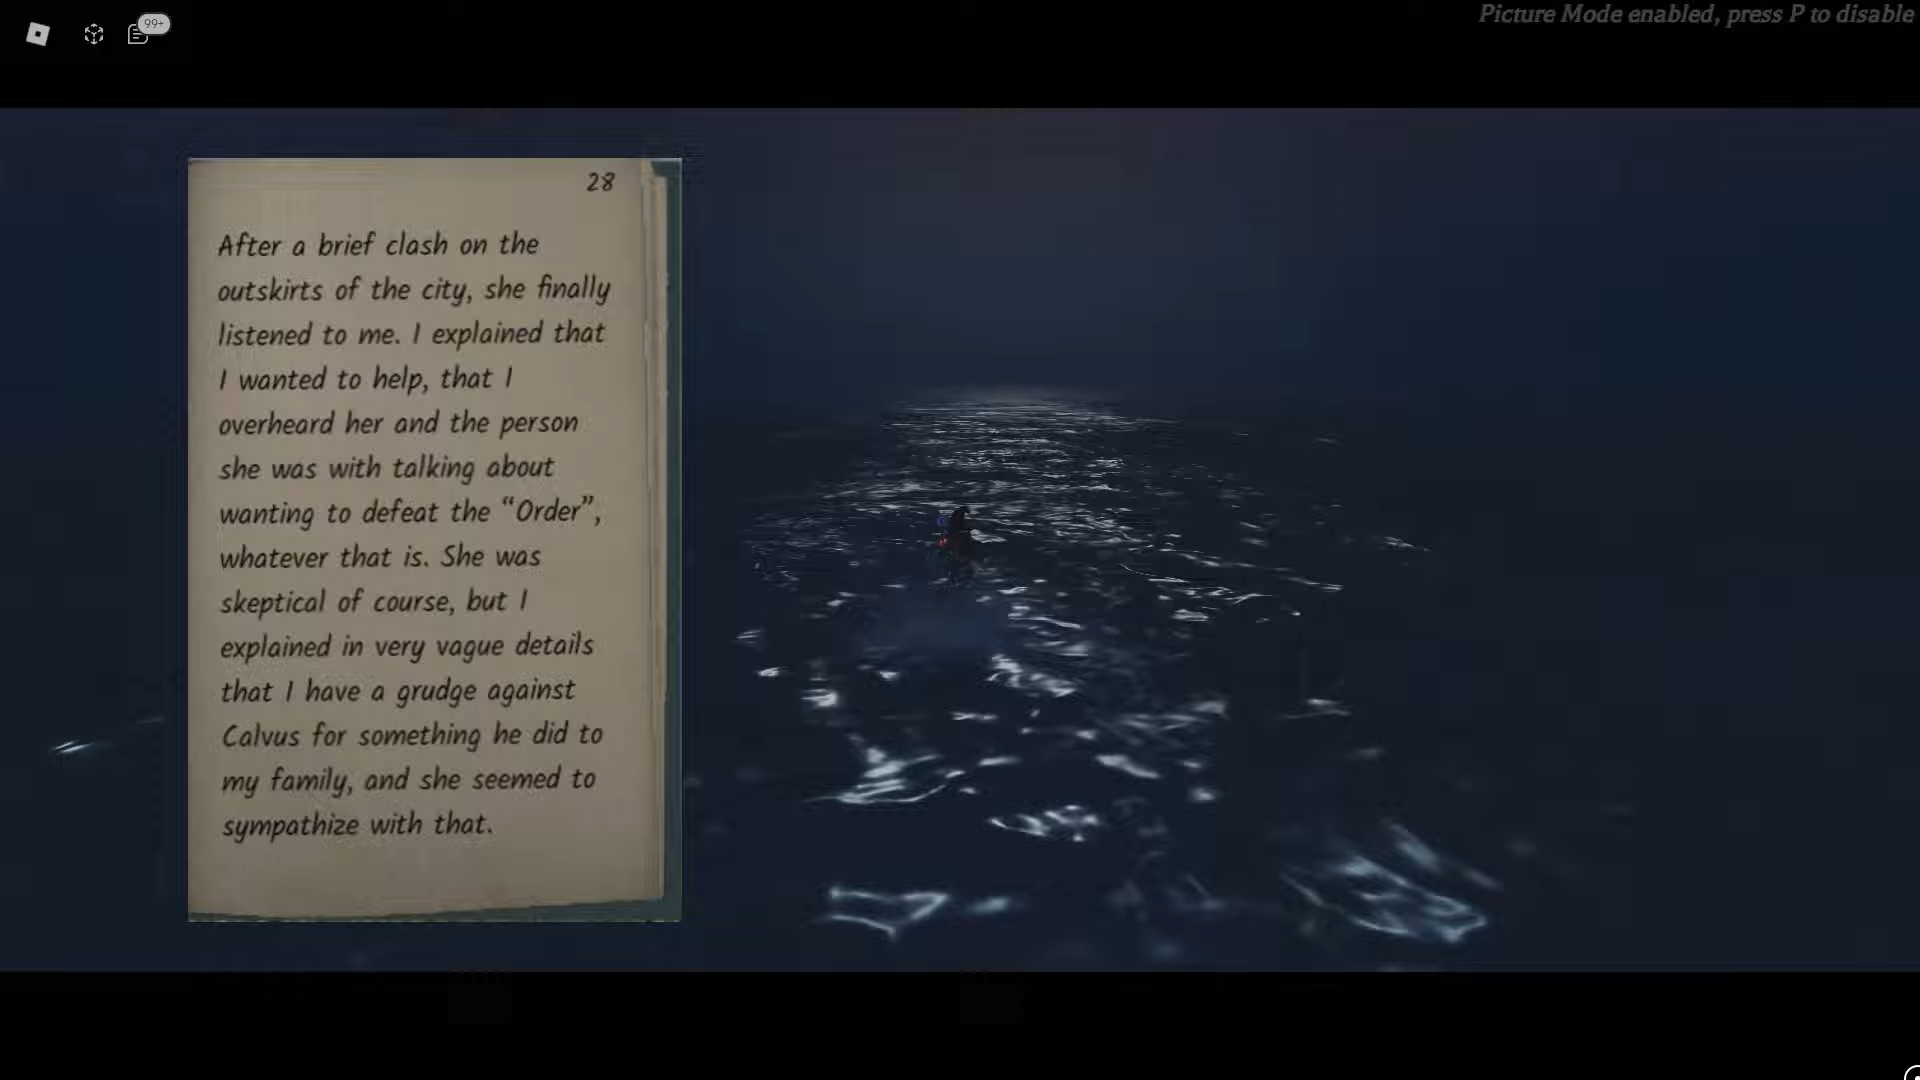 99+
Picture Mode enabled, press P to disable
28
After a brief clash on the
outskirts of the city, she finally
listened to me. I explained that
I wanted to help, that I
overheard her and the person
she was with talking about
wanting to defeat the “Order”,
whatever that is. She was
skeptical of course, but I
explained in very vague details
that I have a grudge against
Calvus for something he did to
my family, and she seemed to
sympathize with that.